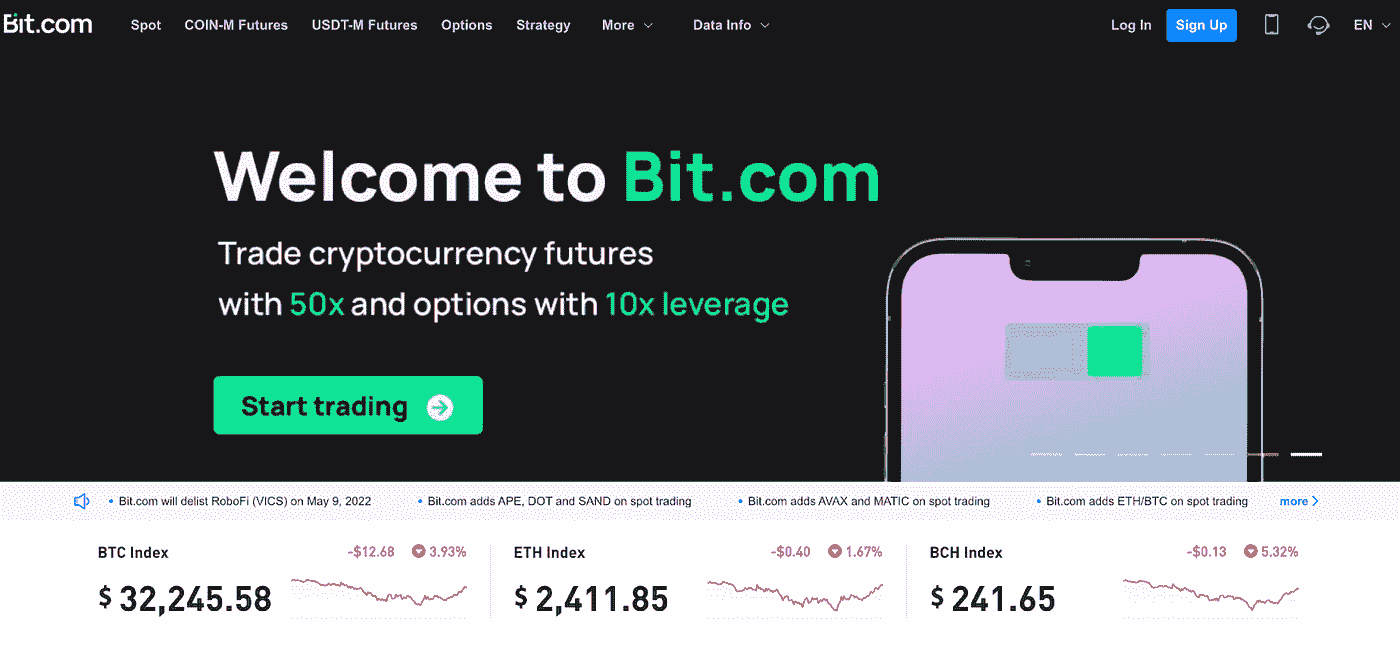 Bit.com Spot COIN-M Futures USDT-M Futures Options Strategy More Data Info Log In Sign Up EN
Welcome to Bit.com
Trade cryptocurrency futures
with 50x and options with 10x leverage
Start trading
• Bit.com will delist RoboFi (VICS) on May 9, 2022 • Bit.com adds APE, DOT and SAND on spot trading • Bit.com adds AVAX and MATIC on spot trading • Bit.com adds ETH/BTC on spot trading more
BTC Index -$12.68 3.93% ETH Index -$0.40 1.67% BCH Index -$0.13 5.32%
$ 32,245.58 $ 2,411.85 $ 241.65